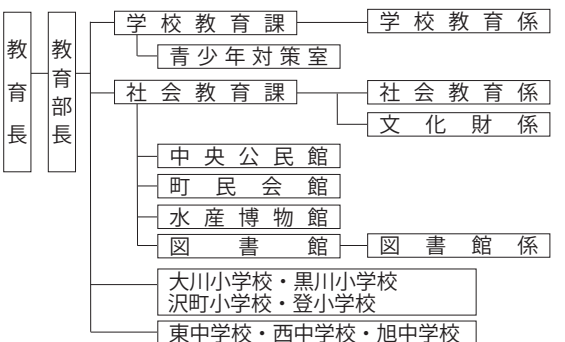 教育長
教育部長
学校教育課
学校教育係
青少年対策室
社会教育課
社会教育係
文化財係
中央公民館
町民会館
水産博物館
図書館
図書館係
大川小学校・黒川小学校
沢町小学校・登小学校
東中学校・西中学校・旭中学校